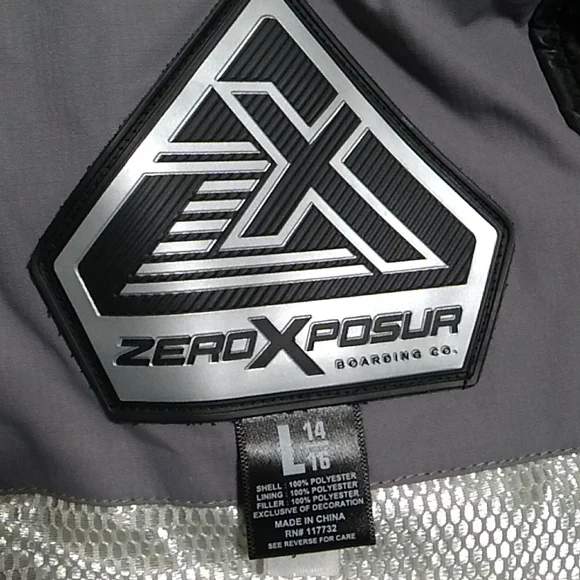 ZX
ZEROXPOSUR
BOARDING CO.
L 14
16
SHELL : 100% POLYESTER
LINING : 100% POLYESTER
FILLER : 100% POLYESTER
EXCLUSIVE OF DECORATION
MADE IN CHINA
RN# 117732
SEE REVERSE FOR CARE